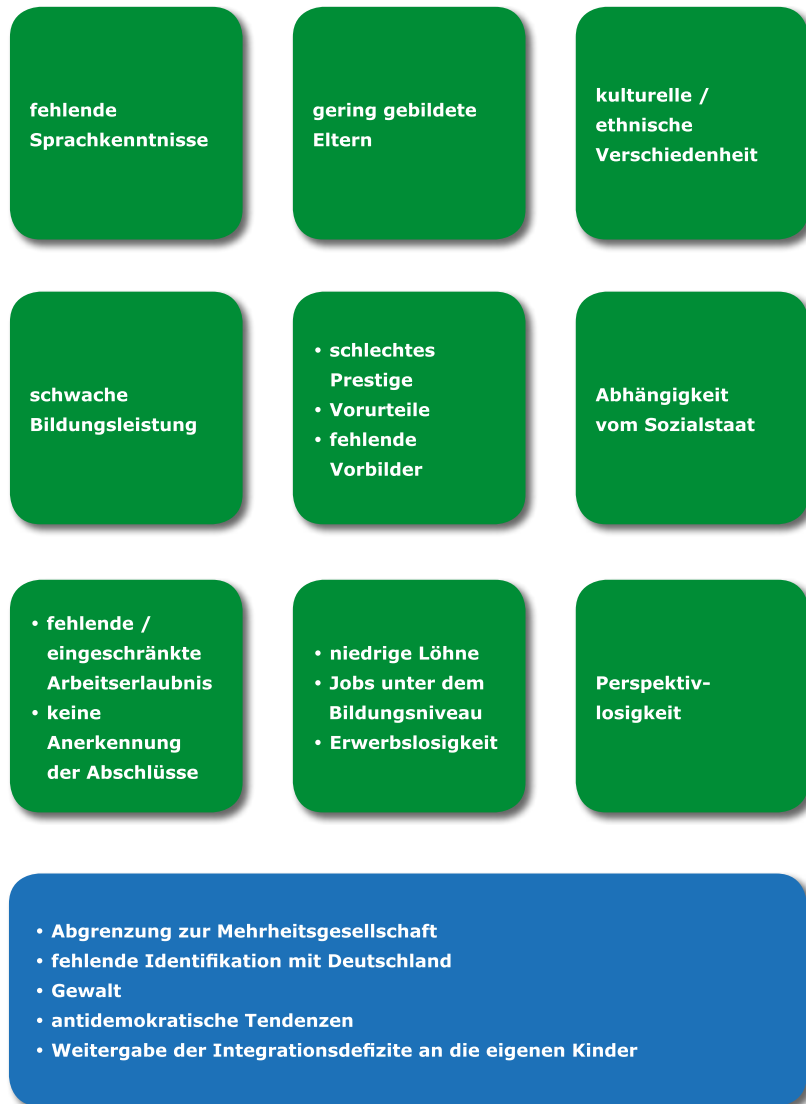 fehlende
Sprachkenntnisse
gering gebildete
Eltern
kulturelle /
ethnische
Verschiedenheit
schwache
Bildungsleistung
• schlechtes
Prestige
• Vorurteile
• fehlende
Vorbilder
Abhängigkeit
vom Sozialstaat
• fehlende /
eingeschränkte
Arbeitserlaubnis
• keine
Anerkennung
der Abschlüsse
• niedrige Löhne
• Jobs unter dem
Bildungsniveau
• Erwerbslosigkeit
Perspektiv-
losigkeit
• Abgrenzung zur Mehrheitsgesellschaft
• fehlende Identifikation mit Deutschland
• Gewalt
• antidemokratische Tendenzen
• Weitergabe der Integrationsdefizite an die eigenen Kinder